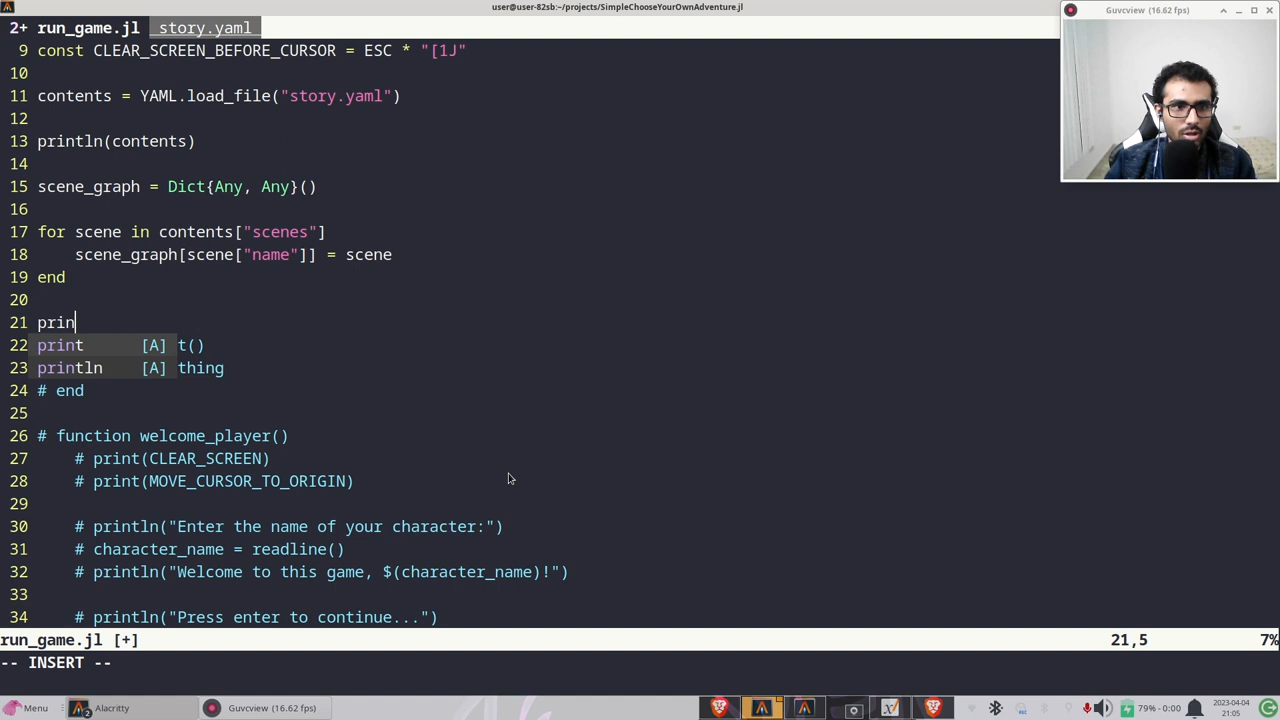 user@user-82sb:~/projects/SimpleChooseYourOwnAdventure.jl
2+ run_game.jl story.yaml
Guvcview (16.62 fps)
9 const CLEAR_SCREEN_BEFORE_CURSOR = ESC * "[1J"
10
11 contents = YAML.load_file("story.yaml")
12
13 println(contents)
14
15 scene_graph = Dict{Any, Any}()
16
17 for scene in contents["scenes"]
18 scene_graph[scene["name"]] = scene
19 end
20
21 prin
22 print [A] t()
23 println [A] thing
24 # end
25
26 # function welcome_player()
27 # print(CLEAR_SCREEN)
28 # print(MOVE_CURSOR_TO_ORIGIN)
29
30 # println("Enter the name of your character:")
31 # character_name = readline()
32 # println("Welcome to this game, $(character_name)!")
33
34 # println("Press enter to continue...")
run_game.jl [+] 21,5 7%
-- INSERT --
Menu Alacritty Guvcview (16.62 fps) 79% - 0:00 2023-04-04
21:05